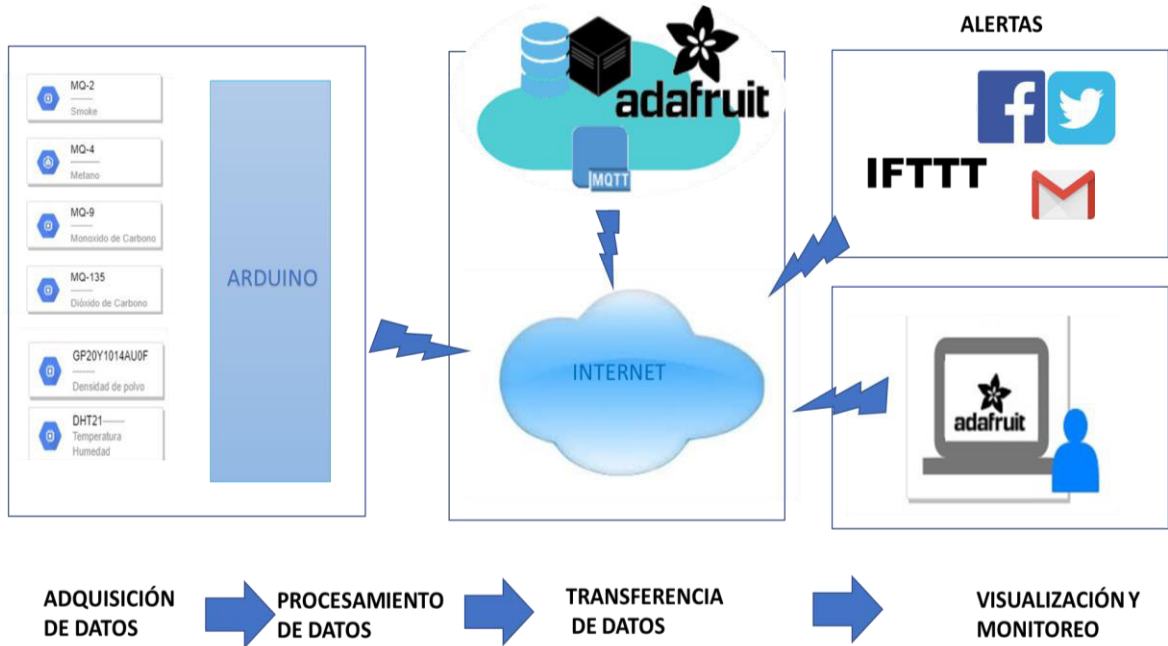 MQ-2
Smoke
MQ-4
Metano
MQ-9
Monoxido de Carbono
MQ-135
Dióxido de Carbono
GP20Y1014AU0F
Densidad de polvo
DHT21
Temperatura
Humedad
ARDUINO
adafruit
MQTT
INTERNET
ALERTAS
IFTTT
adafruit
ADQUISICIÓN
DE DATOS
PROCESAMIENTO
DE DATOS
TRANSFERENCIA
DE DATOS
VISUALIZACIÓN Y
MONITOREO